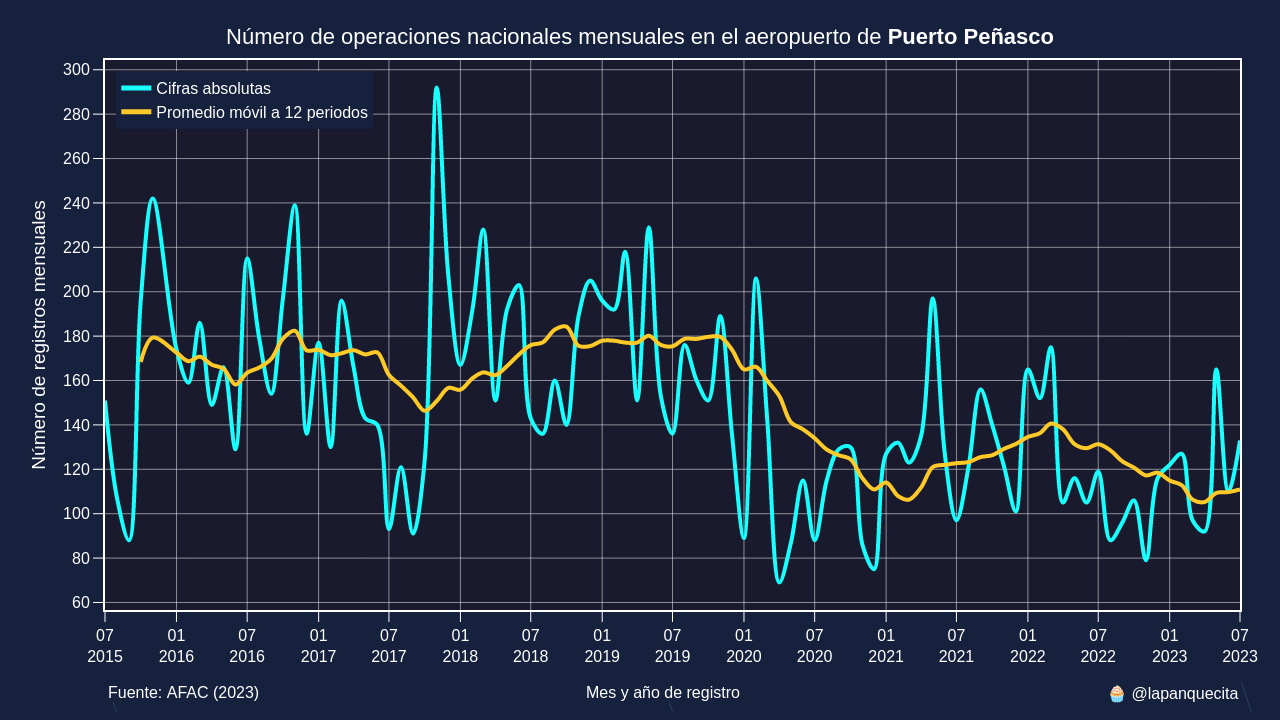 Número de operaciones nacionales mensuales en el aeropuerto de Puerto Peñasco
Cifras absolutas
Promedio móvil a 12 periodos
Número de registros mensuales
300
280
260
240
220
200
180
160
140
120
100
80
60
07 01 07 01 07 01 07 01 07 01 07 01 07 01 07 01 07
2015 2016 2016 2017 2017 2018 2018 2019 2019 2020 2020 2021 2021 2022 2022 2023 2023
Fuente: AFAC (2023)
Mes y año de registro
🧁 @lapanquecita